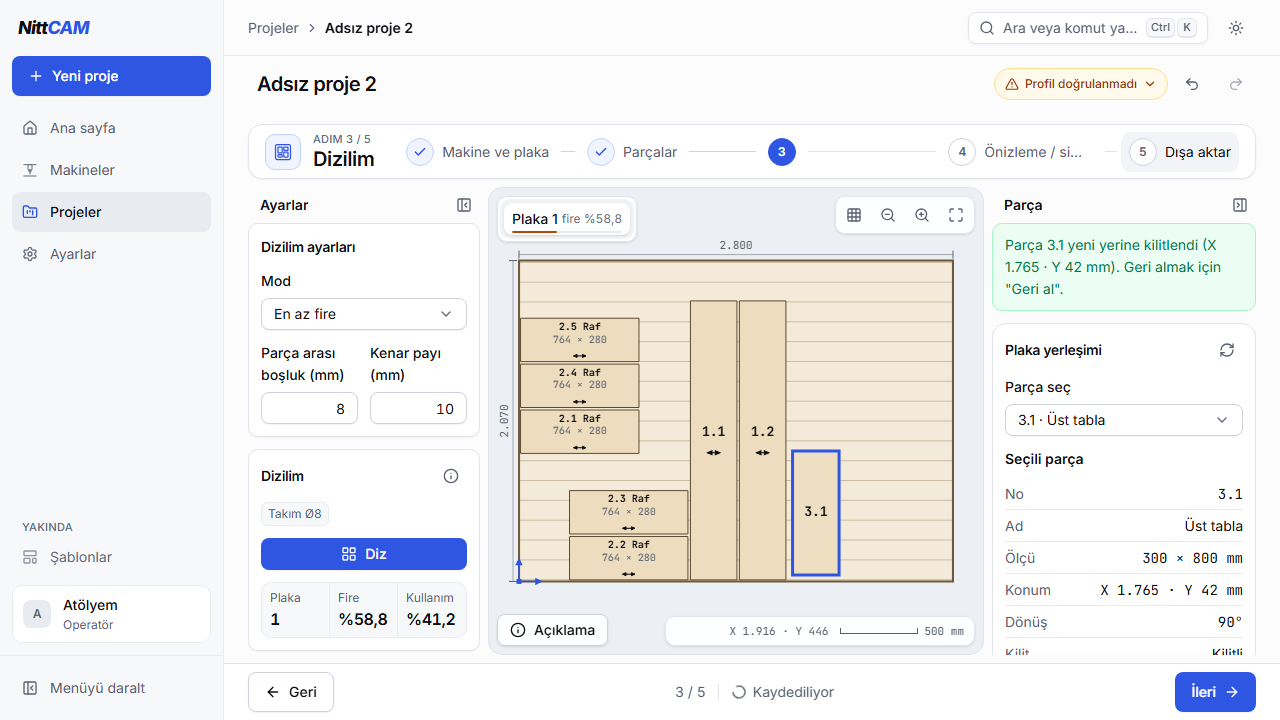 NittCAM
Yeni proje
Ana sayfa
Makineler
Projeler
Ayarlar
YAKINDA
Şablonlar
A
Atölyem
Operatör
Menüyü daralt
Projeler
Adsız proje 2
Ara veya komut ya...
Ctrl
K
Adsız proje 2
Profil doğrulanmadı
ADIM 3 / 5
Dizilim
Makine ve plaka
Parçalar
3
4
Önizleme / si...
5
Dışa aktar
Ayarlar
Dizilim ayarları
Mod
En az fire
Parça arası
boşluk (mm)
Kenar payı
(mm)
8
10
Dizilim
Takım Ø8
Diz
Plaka
1
Fire
%58,8
Kullanım
%41,2
Plaka 1 fire %58,8
2.800
2.070
2.5 Raf
764 × 280
2.4 Raf
764 × 280
2.1 Raf
764 × 280
2.3 Raf
764 × 280
2.2 Raf
764 × 280
1.1
1.2
3.1
Açıklama
X 1.916 · Y 446
500 mm
Parça
Parça 3.1 yeni yerine kilitlendi (X
1.765 · Y 42 mm). Geri almak için
"Geri al".
Plaka yerleşimi
Parça seç
3.1 · Üst tabla
Seçili parça
No
3.1
Ad
Üst tabla
Ölçü
300 × 800 mm
Konum
X 1.765 · Y 42 mm
Dönüş
90°
Kilit
Kilitli
Geri
3 / 5
Kaydediliyor
İleri